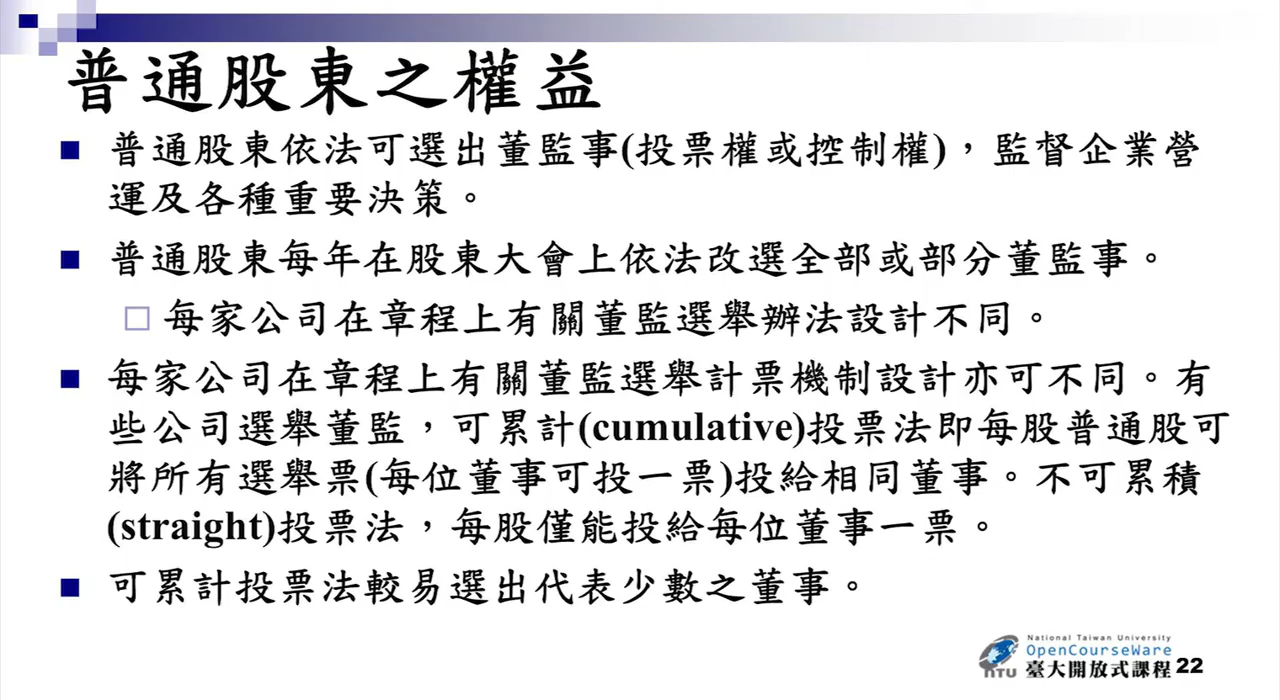 普通股東之權益
普通股東依法可選出董監事(投票權或控制權)，監督企業營
運及各種重要決策。
普通股東每年在股東大會上依法改選全部或部分董監事。
每家公司在章程上有關董監選舉辦法設計不同。
每家公司在章程上有關董監選舉計票機制設計亦可不同。有
些公司選舉董監，可累計(cumulative)投票法即每股普通股可
將所有選舉票(每位董事可投一票)投給相同董事。不可累積
(straight)投票法，每股僅能投給每位董事一票。
可累計投票法較易選出代表少數之董事。
National Taiwan University
OpenCourseWare
NTU 臺大開放式課程 22